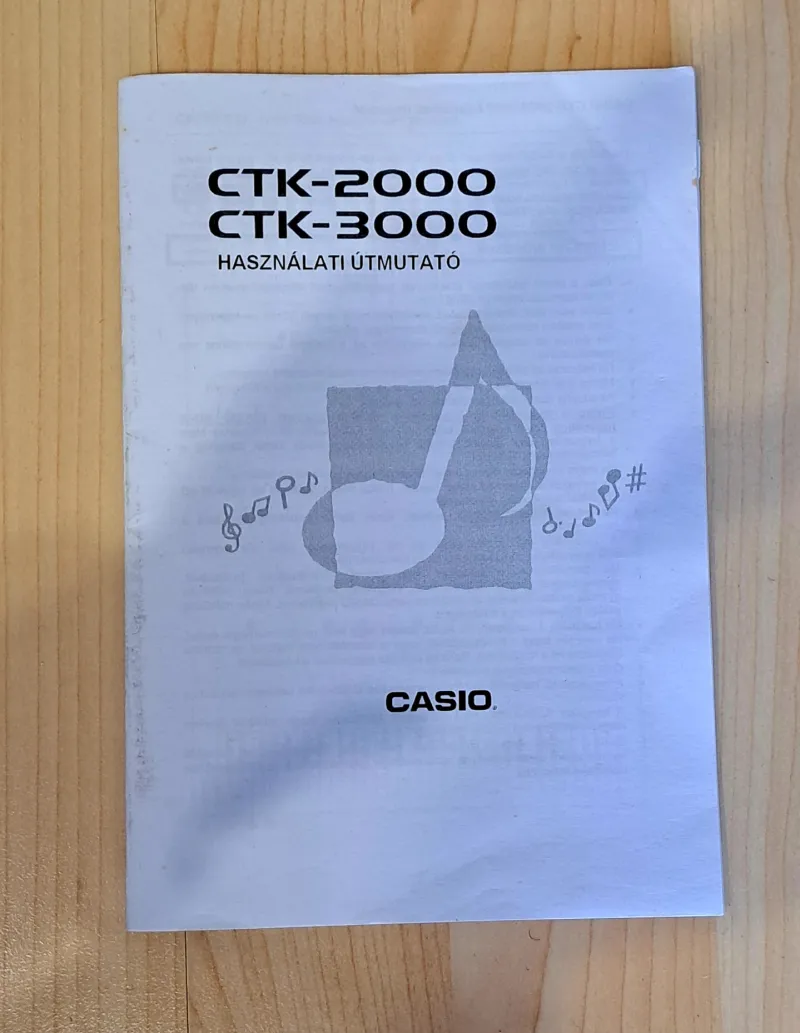 CTK-2000
CTK-3000
HASZNÁLATI ÚTMUTATÓ
CASIO